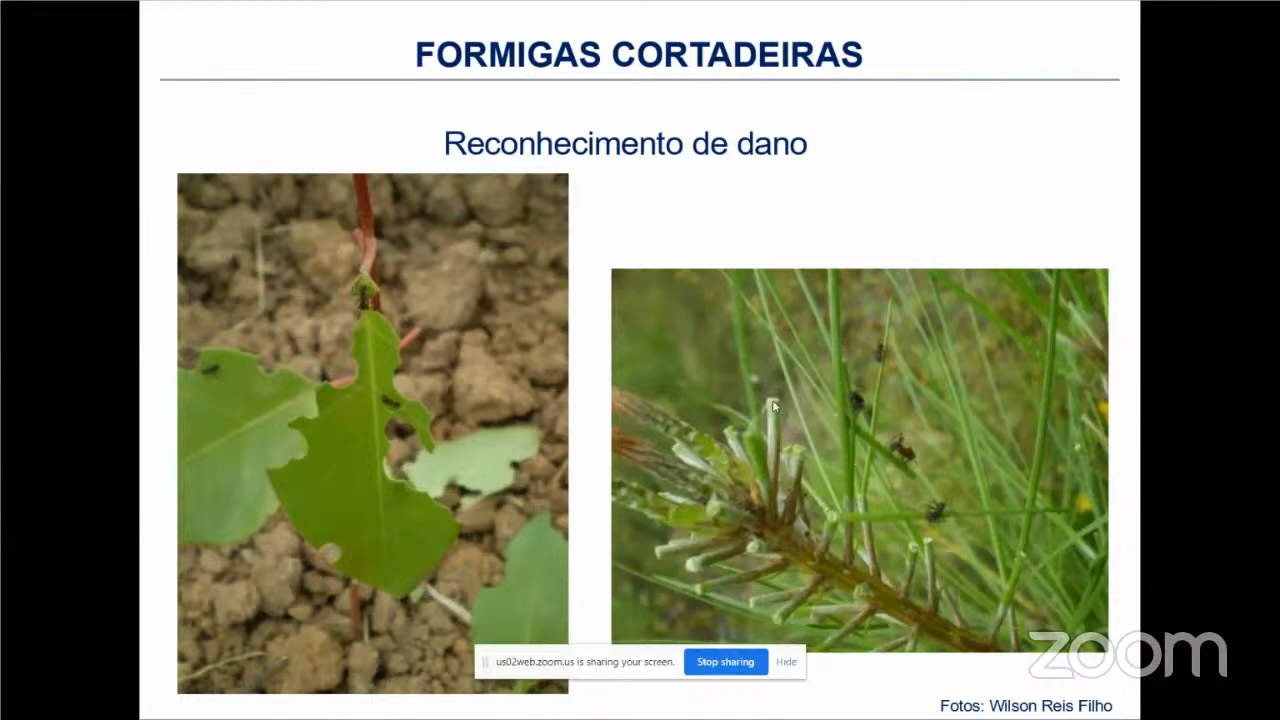 FORMIGAS CORTADEIRAS
Reconhecimento de dano
us02web.zoom.us is sharing your screen. Stop sharing Hide
zoom
Fotos: Wilson Reis Filho